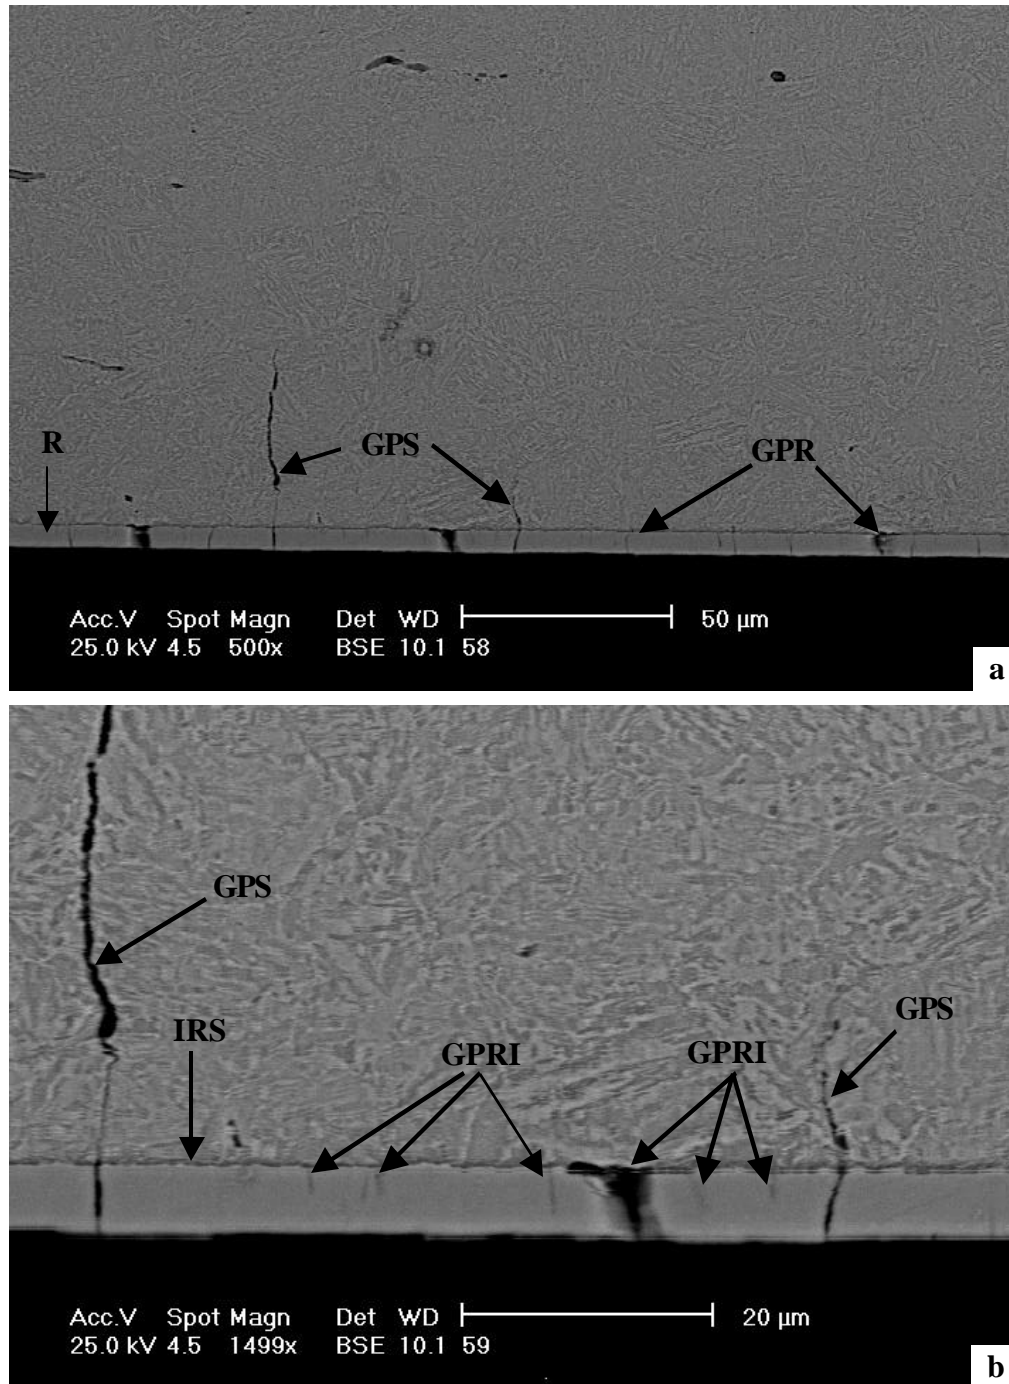 R
GPS
GPR
Acc.V Spot Magn Det WD 50 µm
25.0 kV 4.5 500x BSE 10.1 58
a
GPS
GPS
IRS
GPRI
GPRI
Acc.V Spot Magn Det WD 20 µm
25.0 kV 4.5 1499x BSE 10.1 59
b